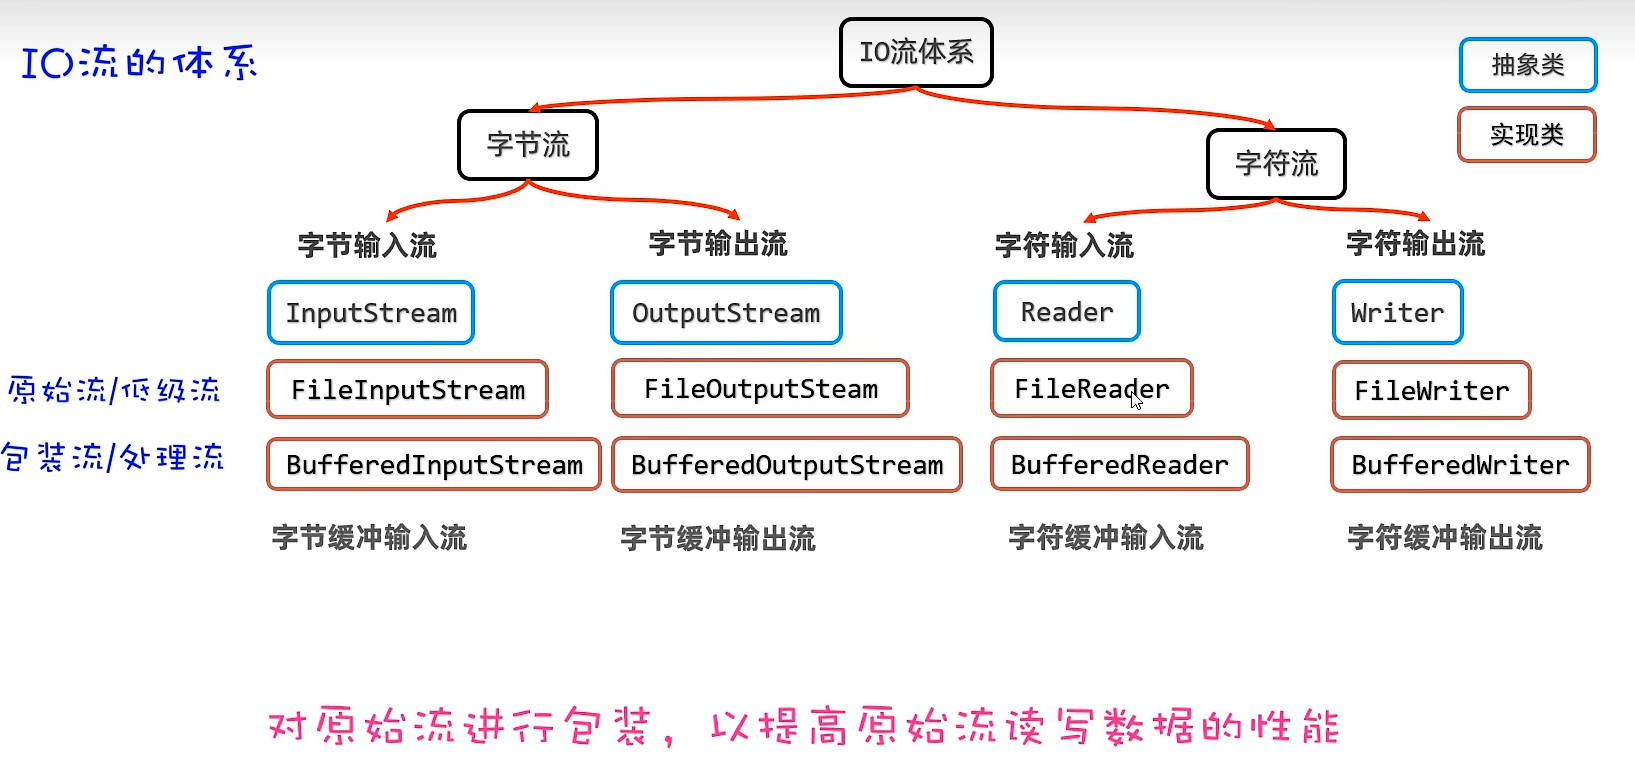 IO流的体系
IO流体系
抽象类
实现类
字节流
字符流
字节输入流
字节输出流
字符输入流
字符输出流
InputStream
OutputStream
Reader
Writer
原始流/低级流
FileInputStream
FileOutputSteam
FileReader
FileWriter
包装流/处理流
BufferedInputStream
BufferedOutputStream
BufferedReader
BufferedWriter
字节缓冲输入流
字节缓冲输出流
字符缓冲输入流
字符缓冲输出流
对原始流进行包装，以提高原始流读写数据的性能